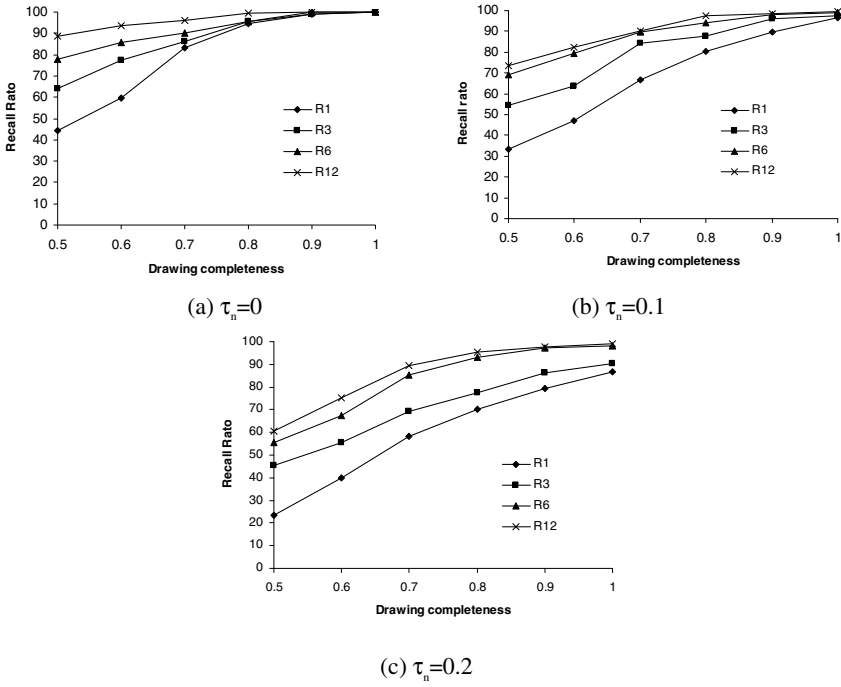 100
90
80
70
60
50
40
30
20
10
0
Recall Rato
0.5 0.6 0.7 0.8 0.9 1
Drawing completeness
R1
R3
R6
R12
(a) τn=0
100
90
80
70
60
50
40
30
20
10
0
Recall rato
0.5 0.6 0.7 0.8 0.9 1
Drawing completeness
R1
R3
R6
R12
(b) τn=0.1
100
90
80
70
60
50
40
30
20
10
0
Recall Rato
0.5 0.6 0.7 0.8 0.9 1
Drawing completeness
R1
R3
R6
R12
(c) τn=0.2